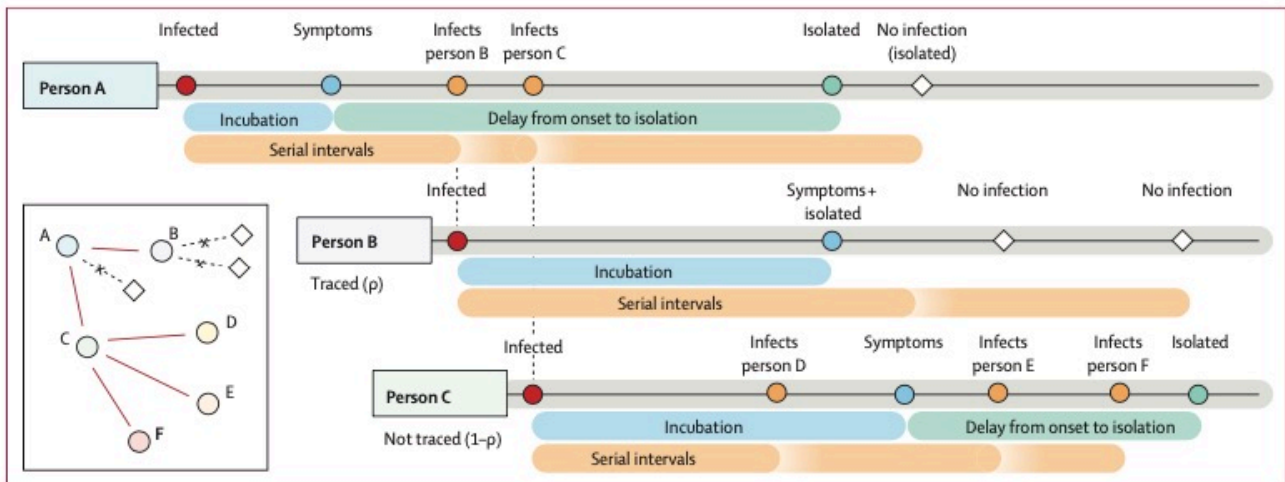 Infected
Symptoms
Infects
person B
Infects
person C
Isolated
No infection
(isolated)
Person A
Incubation
Delay from onset to isolation
Serial intervals
Infected
Symptoms+
isolated
No infection
No infection
Person B
Traced (ρ)
Incubation
Serial intervals
A
B
C
D
E
F
Infected
Infects
person D
Symptoms
Infects
person E
Infects
person F
Isolated
Person C
Not traced (1–ρ)
Incubation
Delay from onset to isolation
Serial intervals